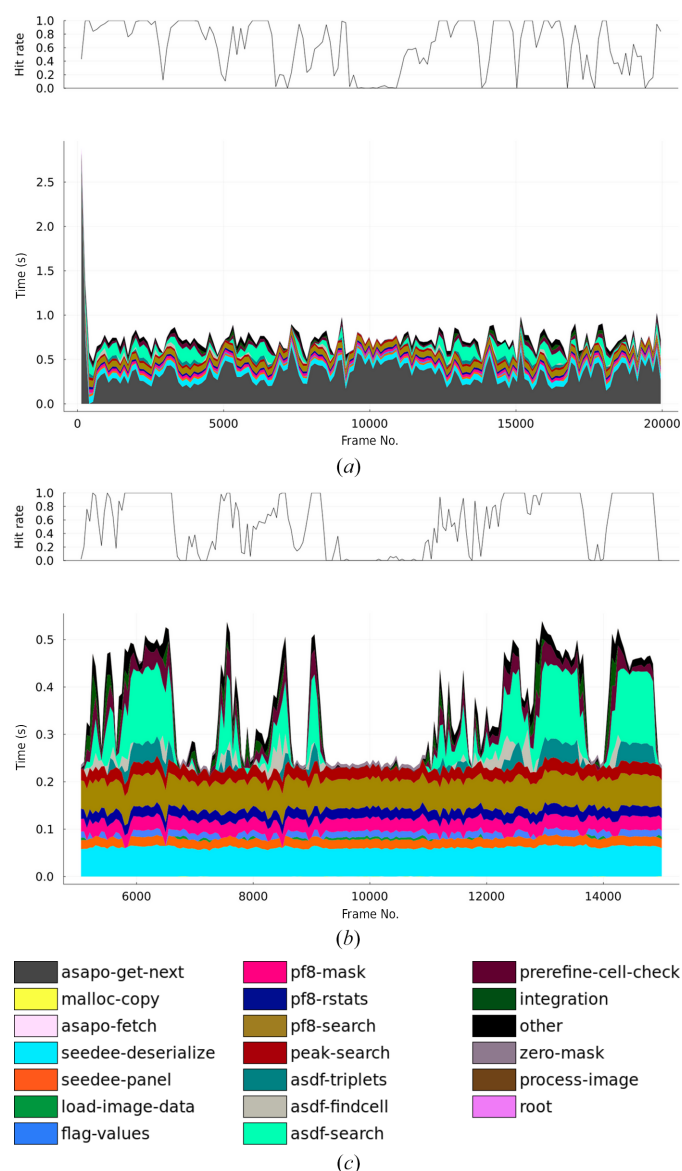 Hit rate
1.0
0.8
0.6
0.4
0.2
0.0
Time (s)
2.5
2.0
1.5
1.0
0.5
0.0
0 5000 10000 15000 20000
Frame No.
(a)
Hit rate
1.0
0.8
0.6
0.4
0.2
0.0
Time (s)
0.5
0.4
0.3
0.2
0.1
0.0
6000 8000 10000 12000 14000
Frame No.
(b)
asapo-get-next pf8-mask prerefine-cell-check
malloc-copy pf8-rstats integration
asapo-fetch pf8-search other
seedee-deserialize peak-search zero-mask
seedee-panel asdf-triplets process-image
load-image-data asdf-findcell root
flag-values asdf-search
(c)